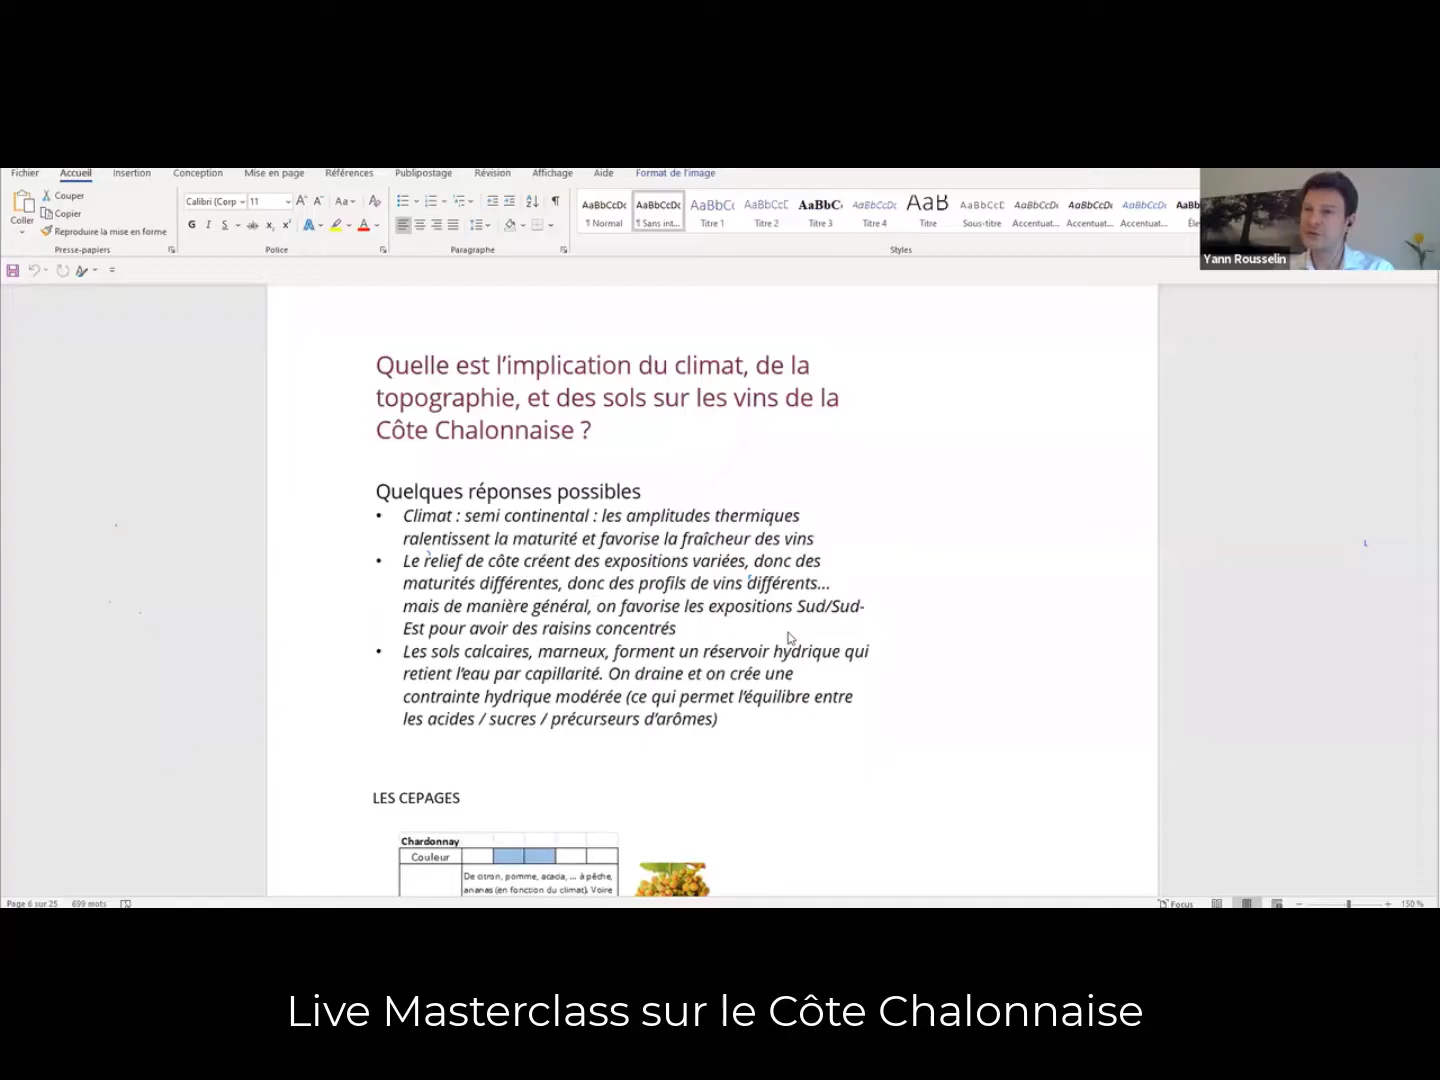 Fichier Accueil Insertion Conception Mise en page Références Publipostage Révision Affichage Aide Format de l'image
Coller
Couper
Copier
Reproduire la mise en forme
Presse-papiers
Calibri (Corp 11
G I S
Police
Paragraphe
AaBbCcDc AaBbCcDc AaBbC AaBbCcC AaBbC AaBbCcDc AaB AaBbCcC AaBbCcDc AaBbCcDc AaBbCcDc AaBb
¶ Normal ¶ Sans int... Titre 1 Titre 2 Titre 3 Titre 4 Titre Sous-titre Accentuat... Accentuat... Accentuat...
Styles
Yann Rousselin
Quelle est l'implication du climat, de la
topographie, et des sols sur les vins de la
Côte Chalonnaise ?
Quelques réponses possibles
• Climat : semi continental : les amplitudes thermiques
ralentissent la maturité et favorise la fraîcheur des vins
• Le relief de côte créent des expositions variées, donc des
maturités différentes, donc des profils de vins différents...
mais de manière général, on favorise les expositions Sud/Sud-
Est pour avoir des raisins concentrés
• Les sols calcaires, marneux, forment un réservoir hydrique qui
retient l'eau par capillarité. On draine et on crée une
contrainte hydrique modérée (ce qui permet l'équilibre entre
les acides / sucres / précurseurs d'arômes)
LES CEPAGES
Chardonnay
Couleur
De citron, pomme, acacia, ... à pêche,
ananas (en fonction du climat). Voire
Page 6 sur 25 699 mots
Focus
150 %
Live Masterclass sur le Côte Chalonnaise